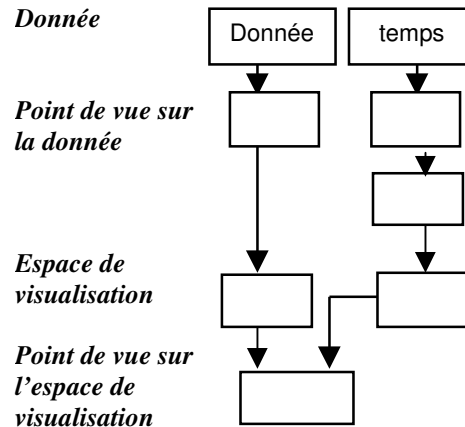 Donnée
Donnée
temps
Point de vue sur
la donnée
Espace de
visualisation
Point de vue sur
l'espace de
visualisation